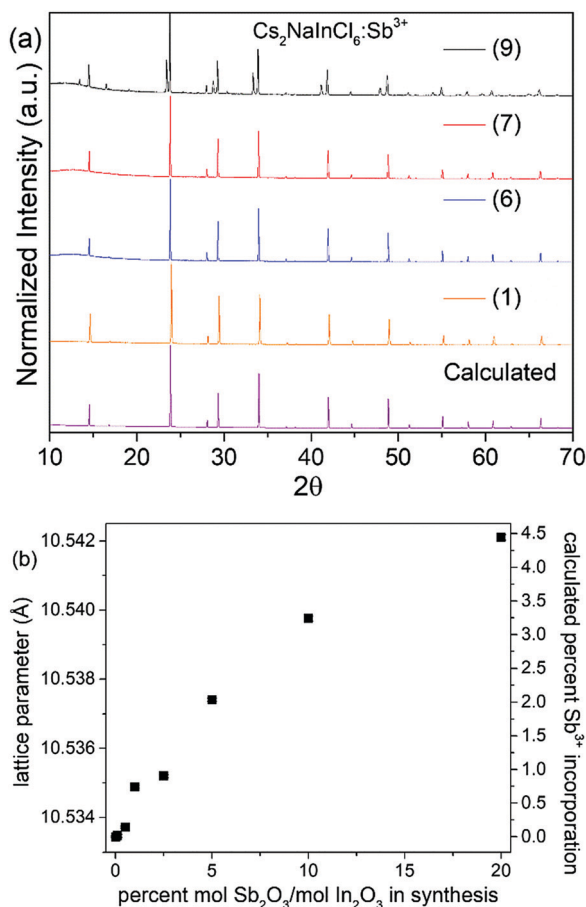 (a)
Cs₂NaInCl₆:Sb³⁺
(9)
(7)
(6)
(1)
Calculated
Normalized Intensity (a.u.)
10 20 30 40 50 60 70
2θ
(b)
10.542
10.540
10.538
10.536
10.534
lattice parameter (Å)
4.5
4.0
3.5
3.0
2.5
2.0
1.5
1.0
0.5
0.0
calculated percent Sb³⁺ incorporation
0 5 10 15 20
percent mol Sb₂O₃/mol In₂O₃ in synthesis